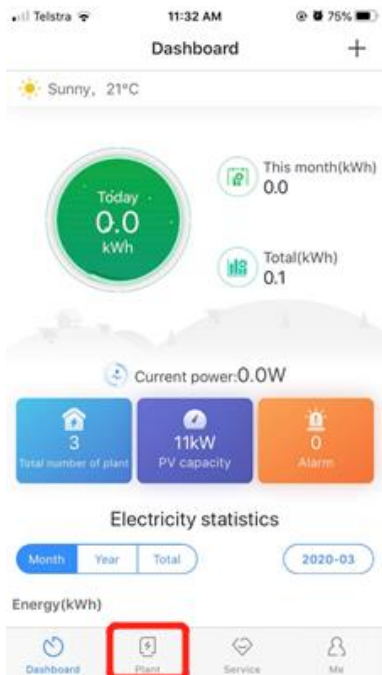 Telstra 11:32 AM 75%
Dashboard +
Sunny, 21°C
Today
0.0
kWh
This month(kWh)
0.0
Total(kWh)
0.1
Current power:0.0W
3
Total number of plant
11kW
PV capacity
0
Alarm
Electricity statistics
Month Year Total 2020-03
Energy(kWh)
Dashboard Plant Service Me